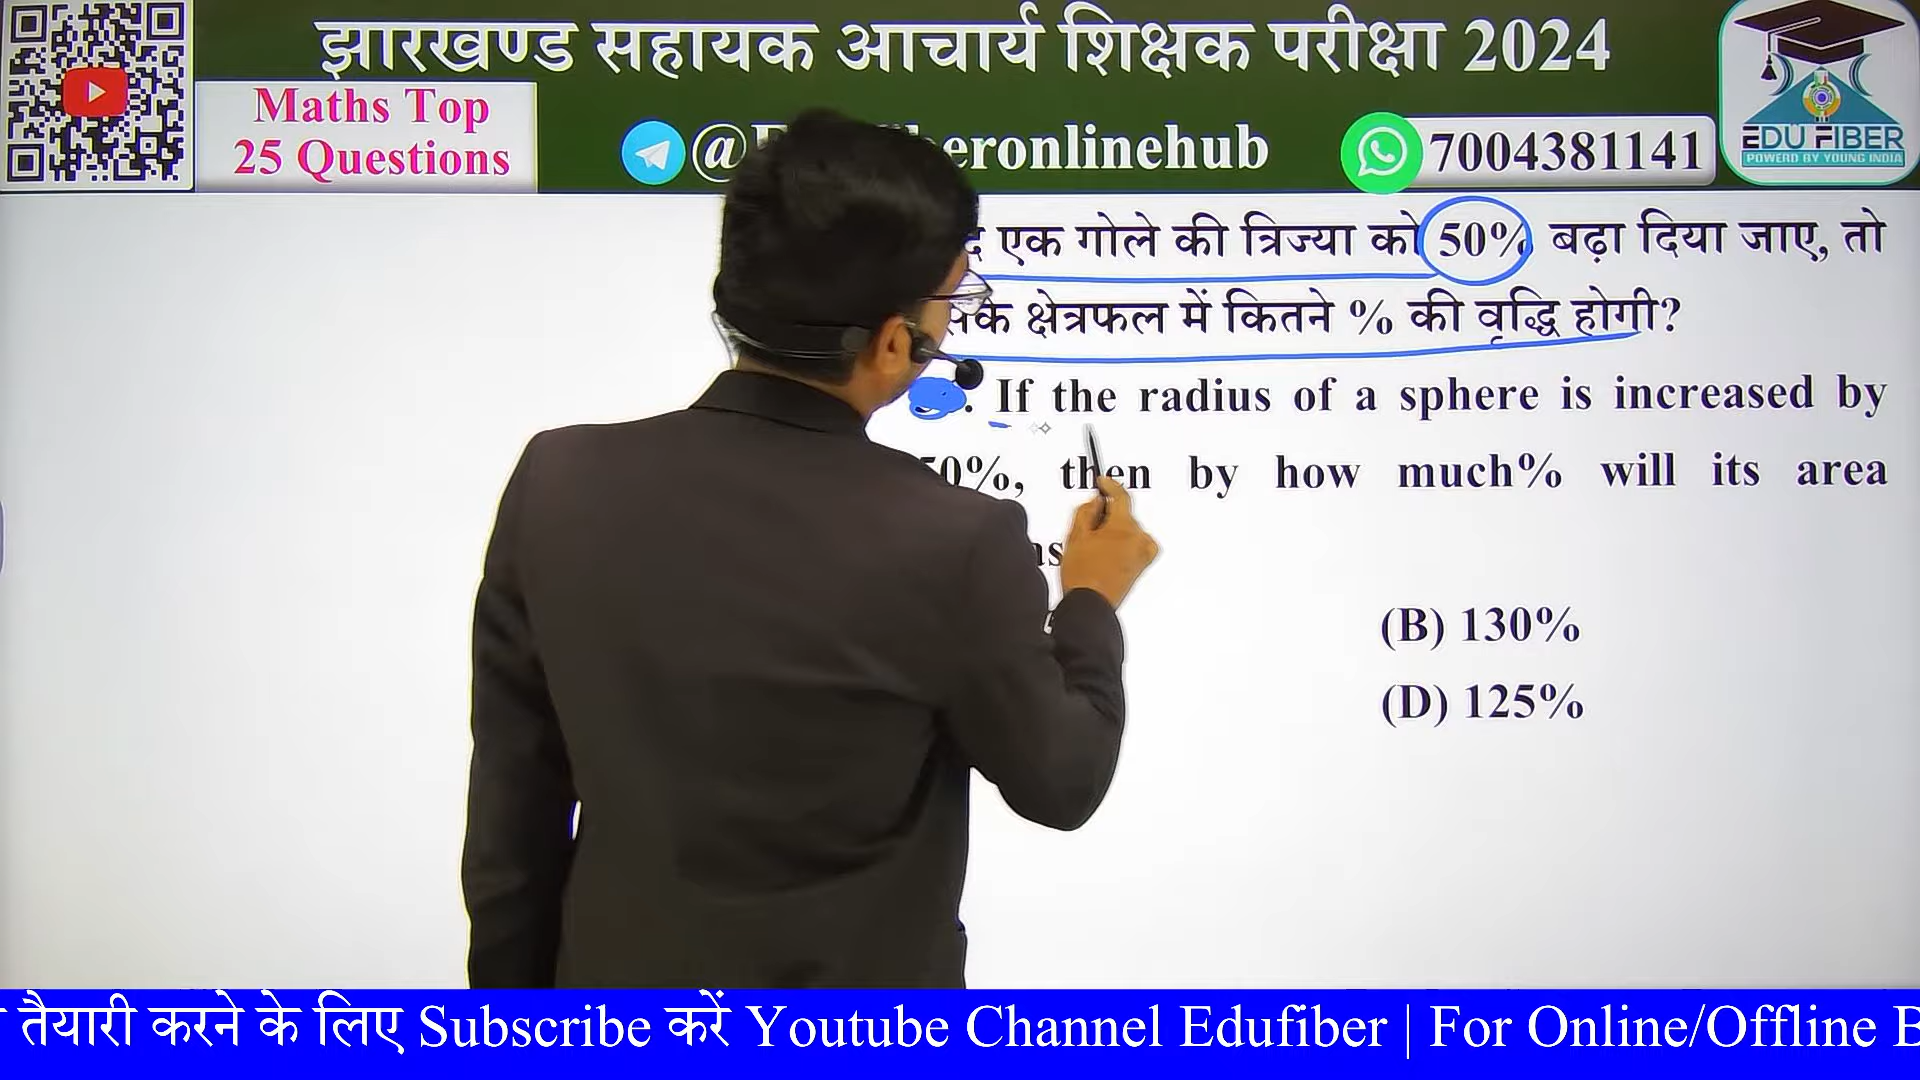 झारखण्ड सहायक आचार्य शिक्षक परीक्षा 2024
Maths Top
25 Questions
7004381141
EDU FIBER
POWERD BY YOUNG INDIA
एक गोले की त्रिज्या को 50% बढ़ा दिया जाए, तो
क्षेत्रफल में कितने % की वृद्धि होगी?
. If the radius of a sphere is increased by
50%, then by how much% will its area
(B) 130%
(D) 125%
तैयारी करने के लिए Subscribe करें Youtube Channel Edufiber | For Online/Offline B